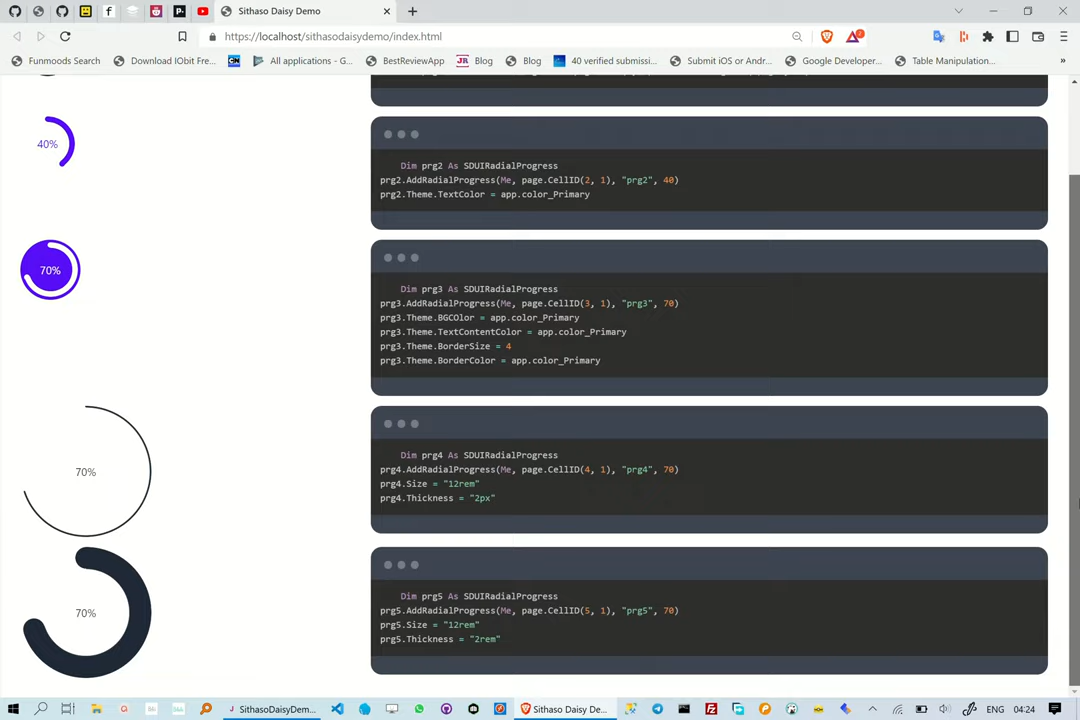 Sithaso Daisy Demo
https://localhost/sithasodaisydemo/index.html
2
Funmoods Search
Download IObit Fre...
All applications - G...
BestReviewApp
JR Blog
Blog
40 verified submissi...
Submit iOS or Andr...
Google Developer...
Table Manipulation...
»
40%
Dim prg2 As SDUIRadialProgress
prg2.AddRadialProgress(Me, page.CellID(2, 1), "prg2", 40)
prg2.Theme.TextColor = app.color_Primary
70%
Dim prg3 As SDUIRadialProgress
prg3.AddRadialProgress(Me, page.CellID(3, 1), "prg3", 70)
prg3.Theme.BGCOlor = app.color_Primary
prg3.Theme.TextContentColor = app.color_Primary
prg3.Theme.BorderSize = 4
prg3.Theme.BorderColor = app.color_Primary
70%
Dim prg4 As SDUIRadialProgress
prg4.AddRadialProgress(Me, page.CellID(4, 1), "prg4", 70)
prg4.Size = "12rem"
prg4.Thickness = "2px"
70%
Dim prg5 As SDUIRadialProgress
prg5.AddRadialProgress(Me, page.CellID(5, 1), "prg5", 70)
prg5.Size = "12rem"
prg5.Thickness = "2rem"
SithasoDaisyDem...
Sithaso Daisy De...
ENG
04:24